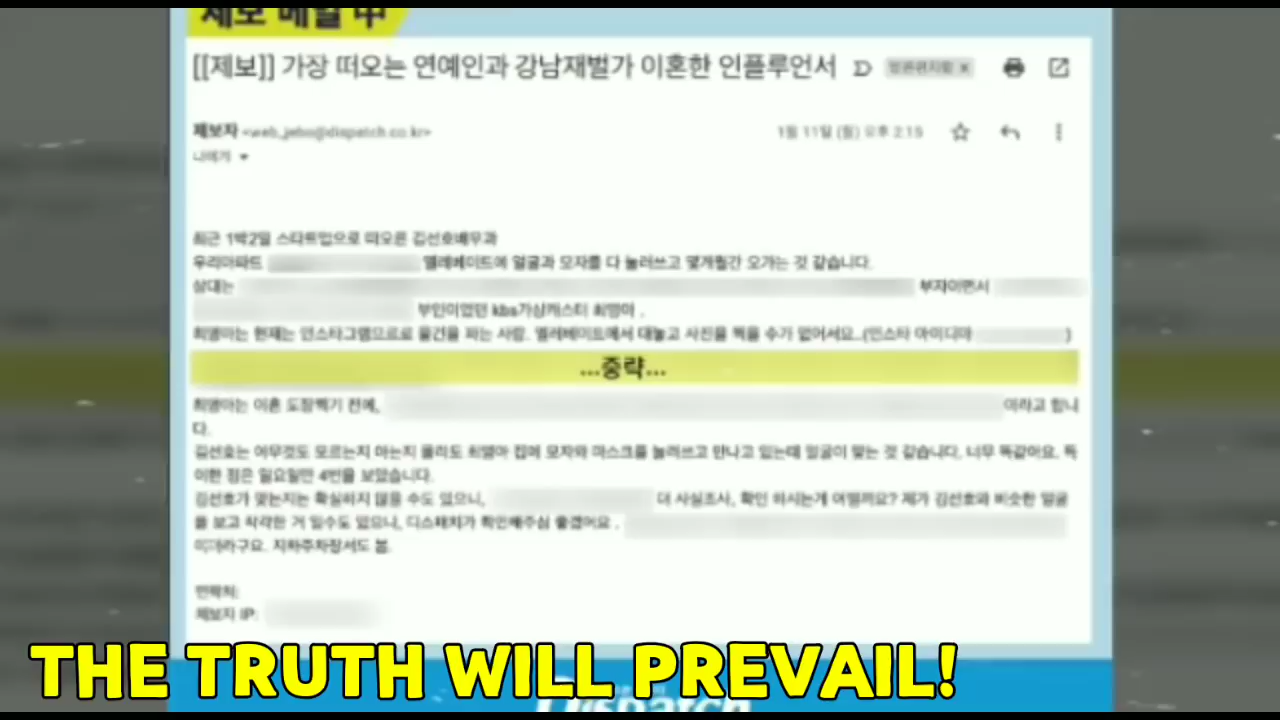 제보 메일 中
[[제보]] 가장 떠오는 연예인과 강남재벌가 이혼한 인플루언서
제보자 <web_jebo@dispatch.co.kr> 1월 11일 (월) 오후 2:15
나에게
최근 1박2일 스타트업으로 떠오른 김선호배우과
우리아파트 엘레베이트에 얼굴과 모자를 다 눌러쓰고 몇개월간 오가는 것 같습니다.
상대는 부자이면서
부인이었던 kbs기상캐스터 최영아 .
최영아는 현재는 인스타그램으로 물건을 파는 사람. 엘레베이트에서 대놓고 사진을 찍을 수가 없어서요..(인스타 아이디아 )
...중략...
최영아는 이혼 도장찍기 전에, 이라고 합니
다.
김선호는 아무것도 모르는지 아는지 몰라도 최영아 집에 모자와 마스크를 눌러쓰고 만나고 있는데 얼굴이 맞는 것 같습니다. 너무 똑같아요. 특
이한 점은 일요일만 4번을 보았습니다.
김선호가 맞는지는 확실하지 않을 수도 있으니, 더 사실조사, 확인 하시는게 어떨까요? 제가 김선호와 비슷한 얼굴
을 보고 착각한 거 일수도 있으니, 디스패치가 확인해주심 좋겠어요 .
지하주차장서도 봄.
연락처:
제보자 IP:
THE TRUTH WILL PREVAIL!
Dispatch